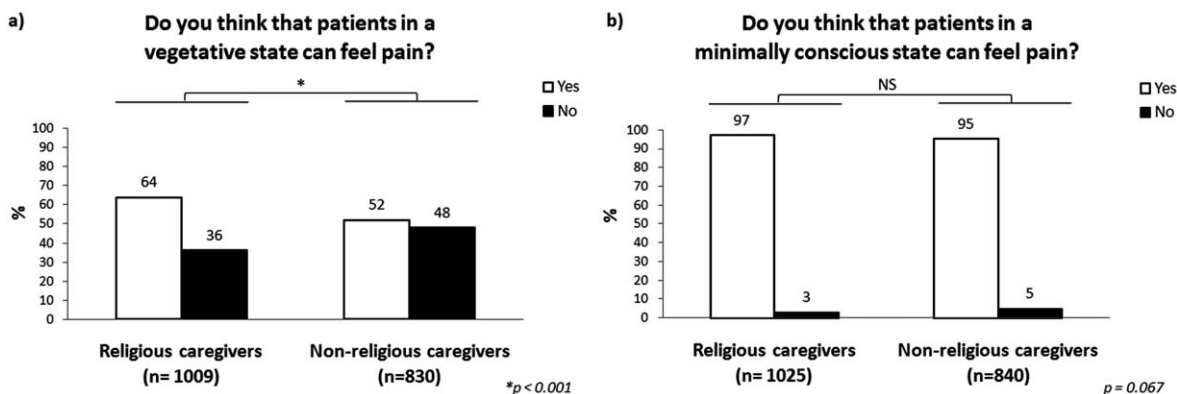 a)
Do you think that patients in a
vegetative state can feel pain?
*
Yes
No
100
90
80
70
60
50
40
30
20
10
0
%
64
36
52
48
Religious caregivers
(n= 1009)
Non-religious caregivers
(n=830)
*p < 0.001
b)
Do you think that patients in a
minimally conscious state can feel pain?
NS
Yes
No
100
90
80
70
60
50
40
30
20
10
0
%
97
3
95
5
Religious caregivers
(n= 1025)
Non-religious caregivers
(n=840)
p = 0.067